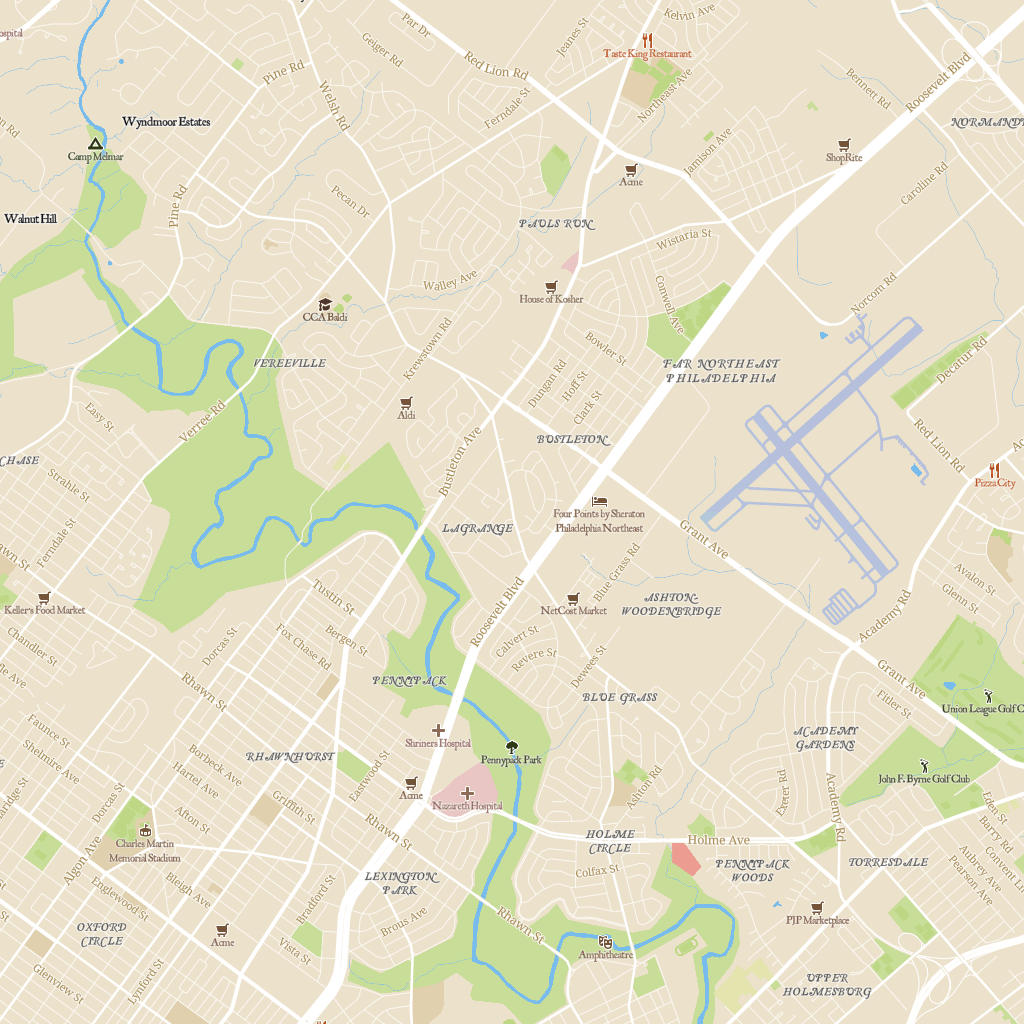 ospital
Kelvin Ave
Par Dr
Jeanes St
Taste King Restaurant
Geiger Rd
Red Lion Rd
Pine Rd
Welsh Rd
Northeast Ave
Bennett Rd
Roosevelt Blvd
Ferndale St
Wyndmoor Estates
NORMANDY
Camp Melmar
Jamison Ave
ShopRite
Acme
Caroline Rd
Pine Rd
Pecan Dr
Walnut Hill
PAULS RUN
Wistaria St
Walley Ave
House of Kosher
Conwell Ave
Norcom Rd
CCA Baldi
Krewstown Rd
Bowler St
VEREEVILLE
FAR NORTHEAST
PHILADELPHIA
Decatur Rd
Dungan Rd
Hoff St
Clark St
Aldi
Easy St
Verree Rd
BUSTLETON
Red Lion Rd
Bustleton Ave
CHASE
Pizza City
Strahle St
Four Points by Sheraton
Philadelphia Northeast
LAGRANGE
Grant Ave
Ferndale St
Blue Grass Rd
Avalon St
Glenn St
Tustin St
Keller's Food Market
NetCost Market
ASHTON-
WOODENBRIDGE
Roosevelt Blvd
Academy Rd
Chandler St
Dorcas St
Bergen St
Fox Chase Rd
Calvert St
Revere St
Dewees St
Grant Ave
PENNYPACK
Rhawn St
BLUE GRASS
Fitler St
Union League Golf C
Faunce St
Shelmire Ave
Shriners Hospital
ACADEMY
GARDENS
RHAWNHURST
Borbeck Ave
Hartel Ave
Pennypack Park
Eastwood St
John F. Byrne Golf Club
Ashton Rd
Exeter Rd
Academy Rd
Acme
Nazareth Hospital
Griffith St
Dorcas St
Afton St
Rhawn St
Eden St
Barry Rd
Charles Martin
Memorial Stadium
HOLME
CIRCLE
Holme Ave
Algon Ave
Colfax St
PENNYPACK
WOODS
TORRESDALE
Convent L
Aubrey Ave
Pearson Ave
LEXINGTON
PARK
Bleigh Ave
Englewood St
Bradford St
Brous Ave
Rhawn St
PJP Marketplace
OXFORD
CIRCLE
Acme
Vista St
Amphitheatre
Glenview St
Lynford St
UPPER
HOLMESBURG